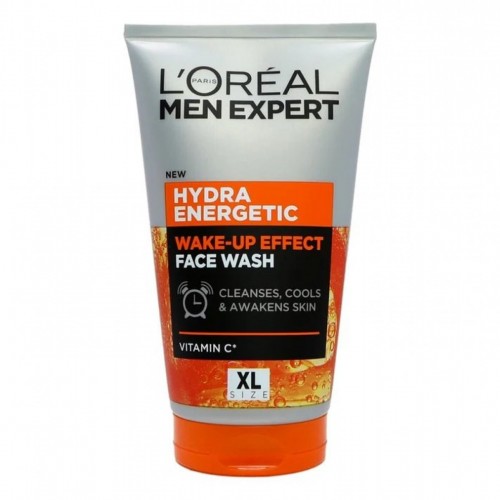 L'ORÉAL
PARIS
MEN EXPERT
NEW
HYDRA
ENERGETIC
WAKE-UP EFFECT
FACE WASH
CLEANSES, COOLS
& AWAKENS SKIN
VITAMIN C*
XL
SIZE